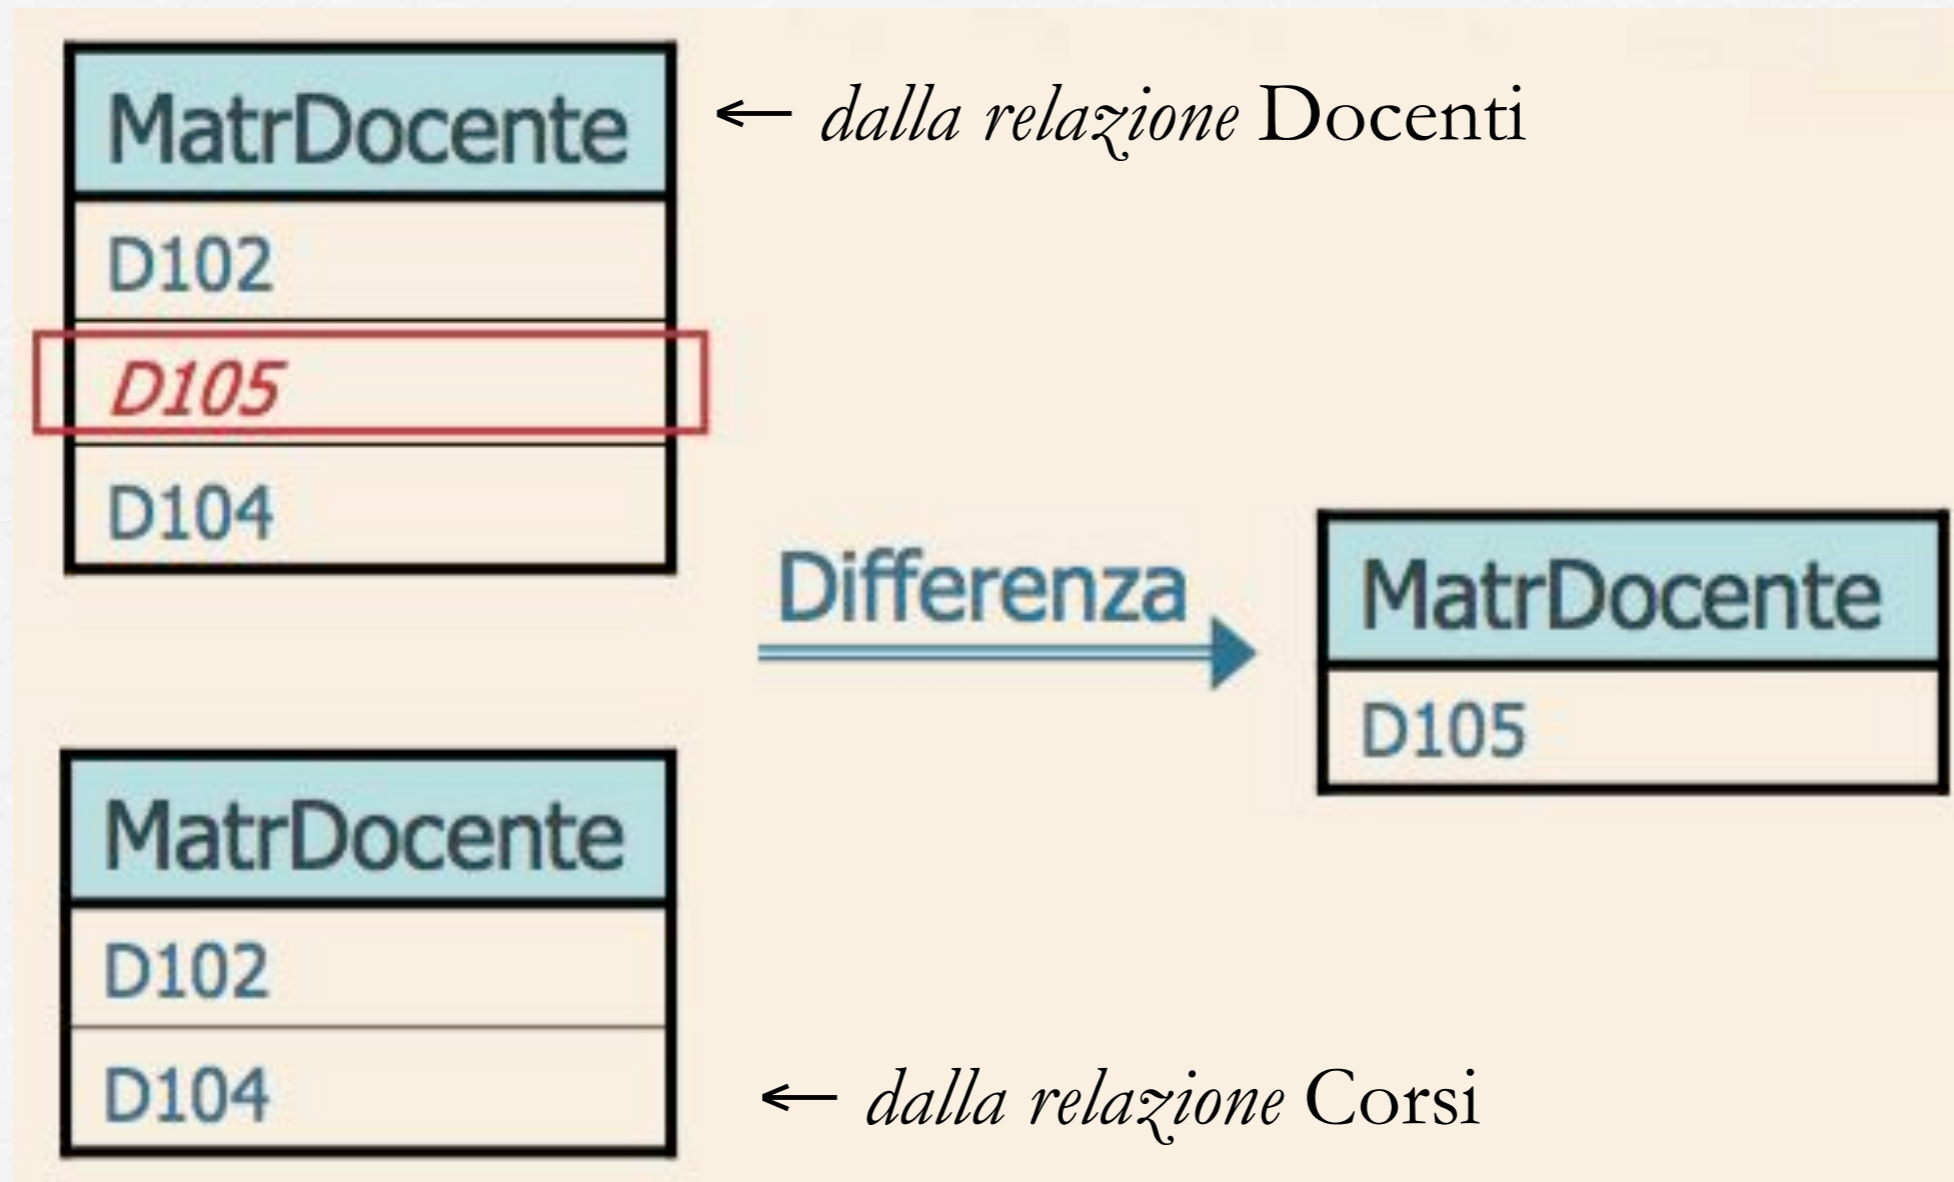 MatrDocente
← dalla relazione Docenti
D102
D105
D104
Differenza
MatrDocente
D105
MatrDocente
D102
D104
← dalla relazione Corsi